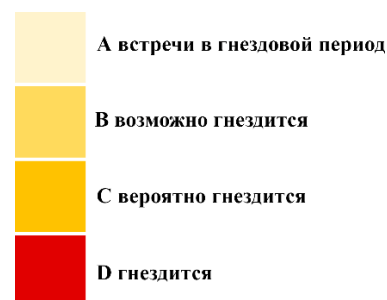 А встречи в гнездовой период
В возможно гнездится
С вероятно гнездится
D гнездится